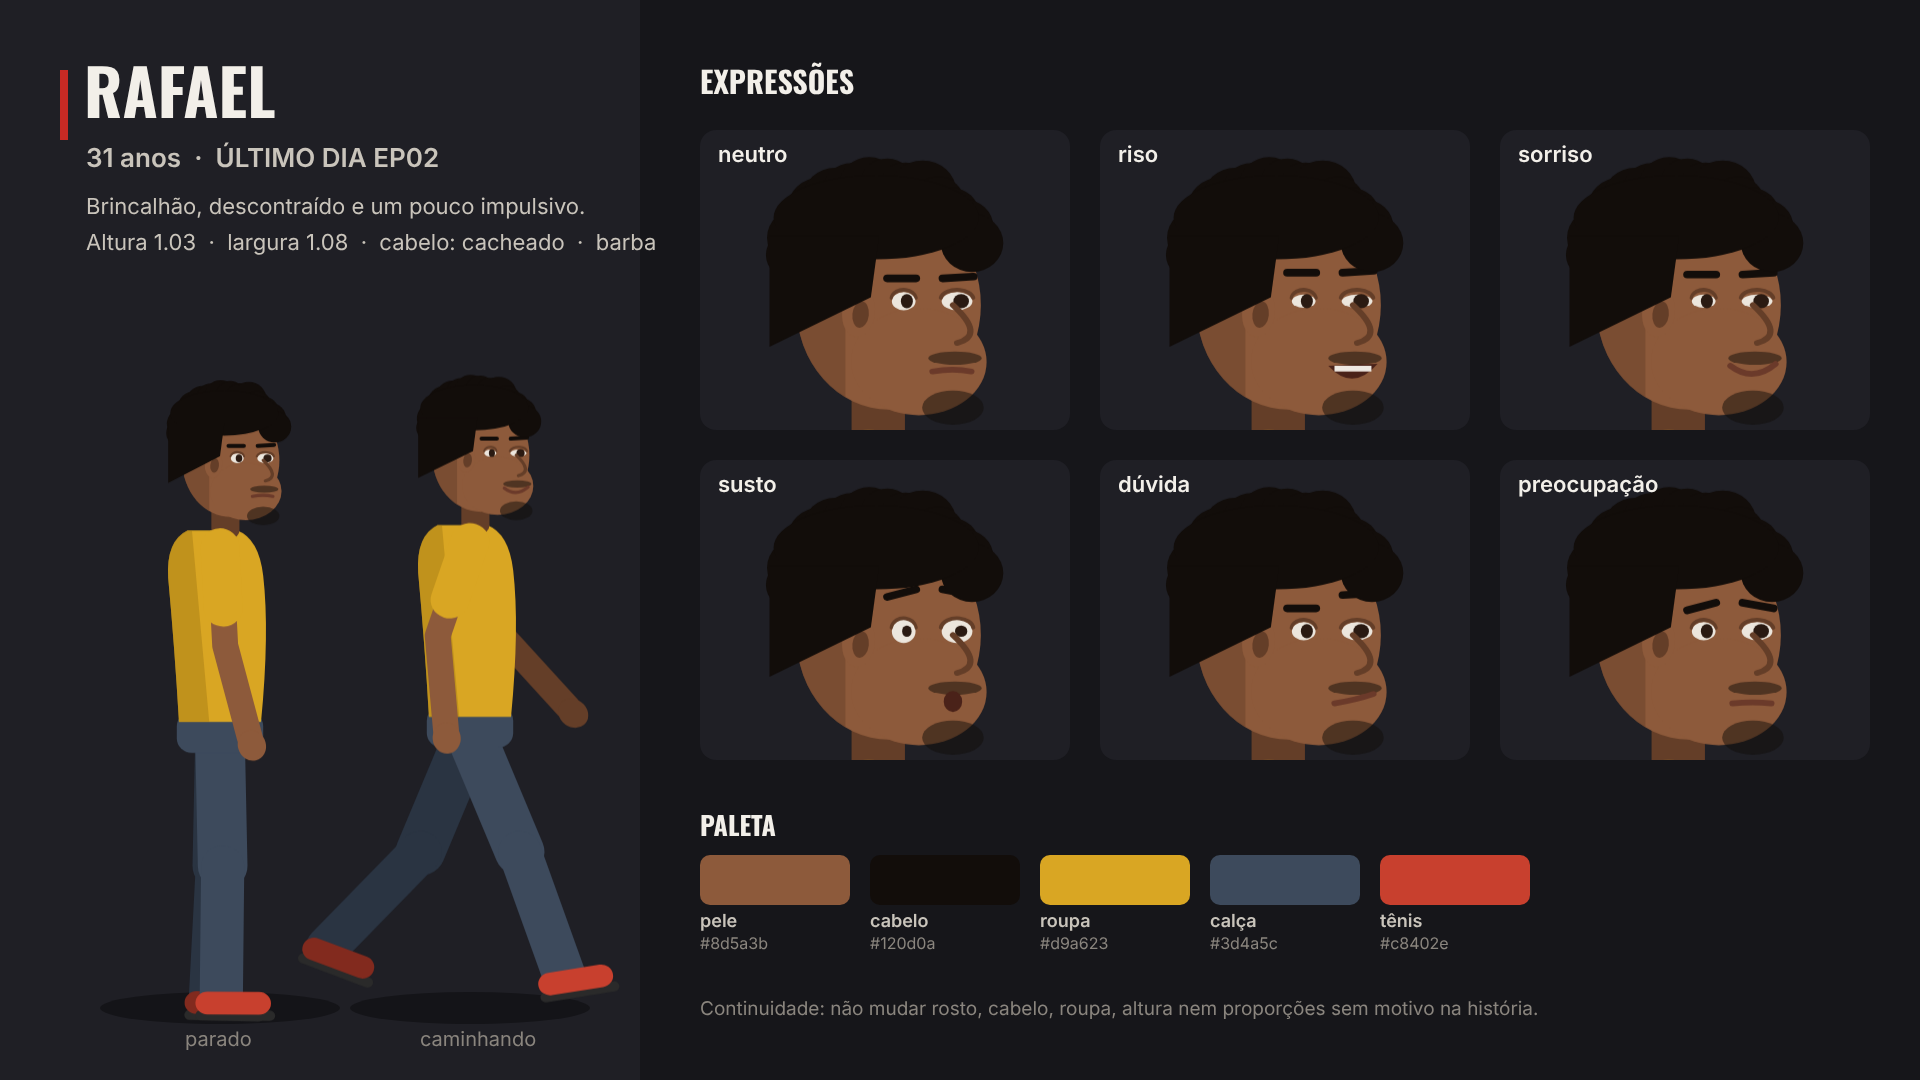 RAFAEL
31 anos · ÚLTIMO DIA EP02
Brincalhão, descontraído e um pouco impulsivo.
Altura 1.03 · largura 1.08 · cabelo: cacheado · barba
parado
caminhando
EXPRESSÕES
neutro
riso
sorriso
susto
dúvida
preocupação
PALETA
pele
#8d5a3b
cabelo
#120d0a
roupa
#d9a623
calça
#3d4a5c
tênis
#c8402e
Continuidade: não mudar rosto, cabelo, roupa, altura nem proporções sem motivo na história.